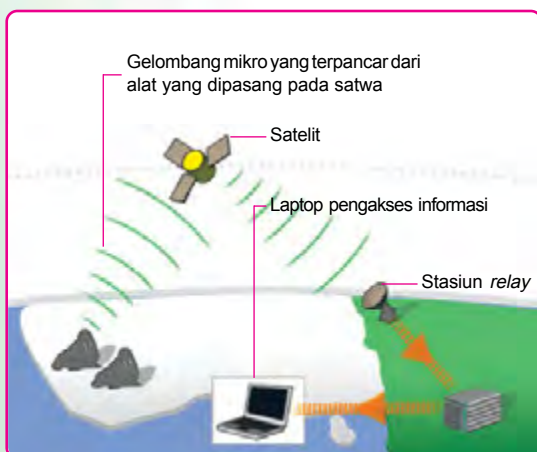 Gelombang mikro yang terpancar dari
alat yang dipasang pada satwa
Satelit
Laptop pengakses informasi
Stasiun relay